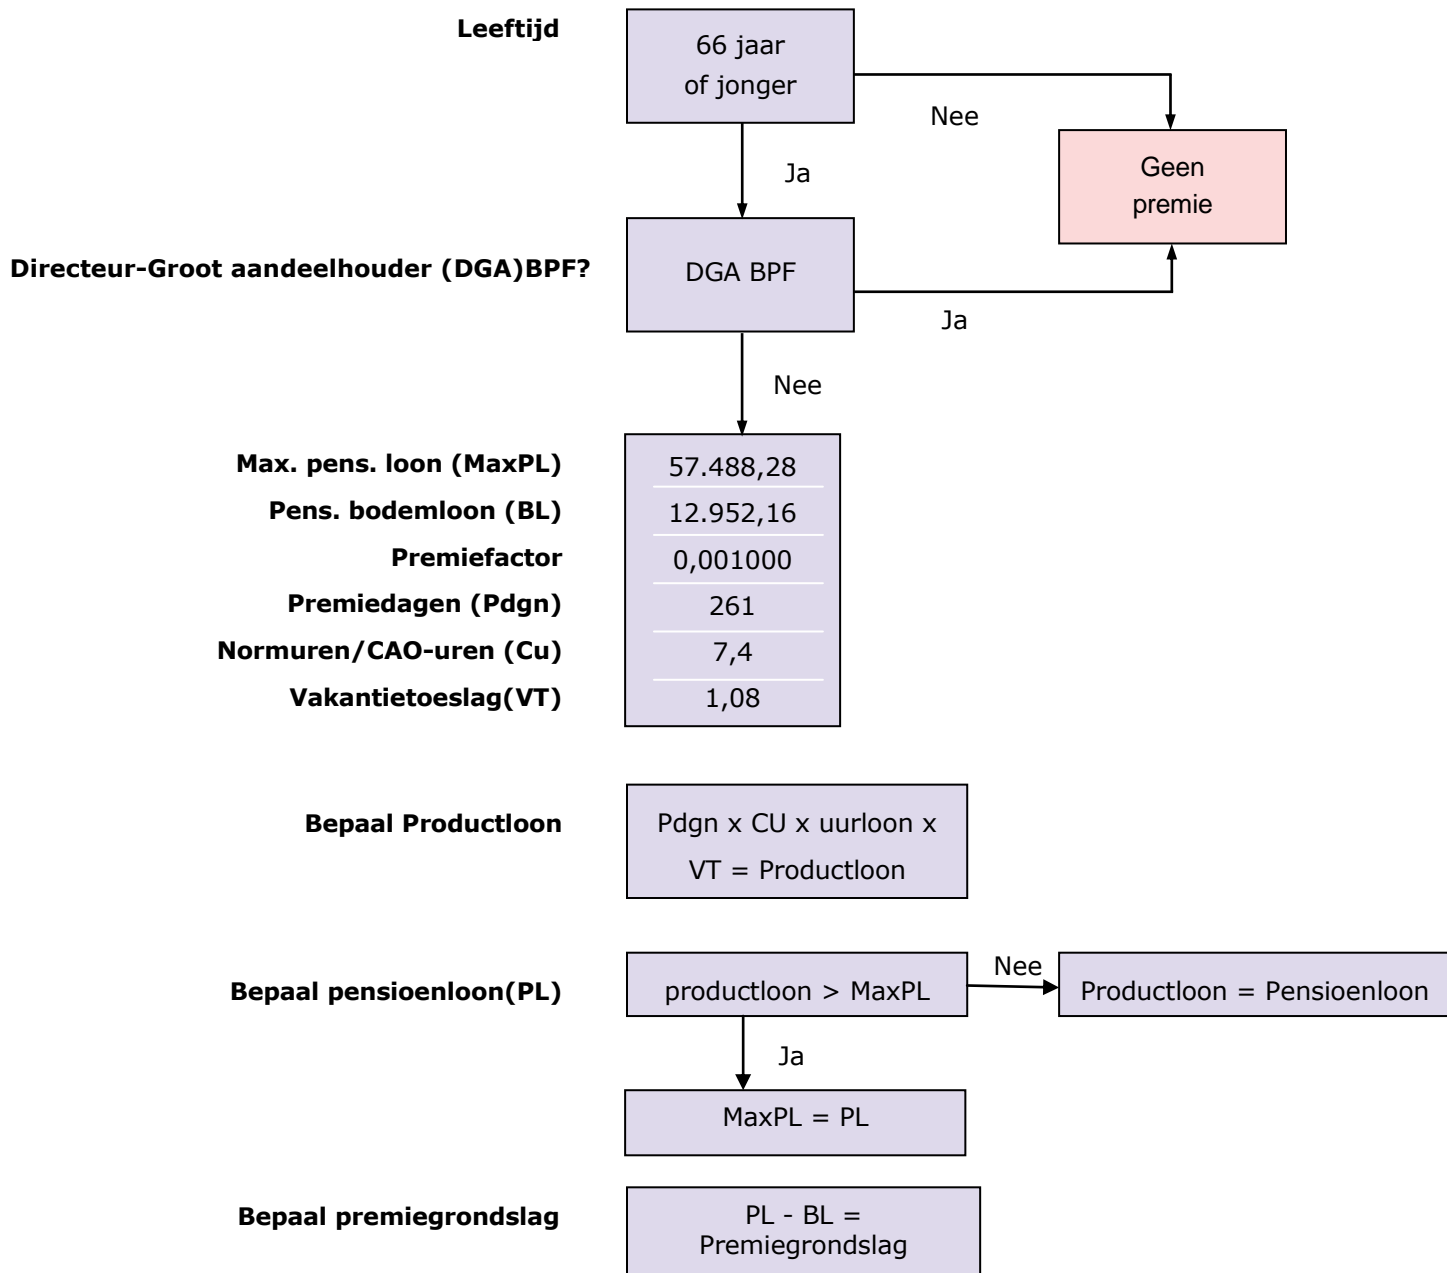 Leeftijd
66 jaar
of jonger
Nee
Geen
premie
Ja
Directeur-Groot aandeelhouder (DGA)BPF?
DGA BPF
Ja
Nee
Max. pens. loon (MaxPL)
57.488,28
Pens. bodemloon (BL)
12.952,16
Premiefactor
0,001000
Premiedagen (Pdgn)
261
Normuren/CAO-uren (Cu)
7,4
Vakantietoeslag(VT)
1,08
Bepaal Productloon
Pdgn x CU x uurloon x
VT = Productloon
Bepaal pensioenloon(PL)
productloon > MaxPL
Nee
Productloon = Pensioenloon
Ja
MaxPL = PL
Bepaal premiegrondslag
PL - BL =
Premiegrondslag